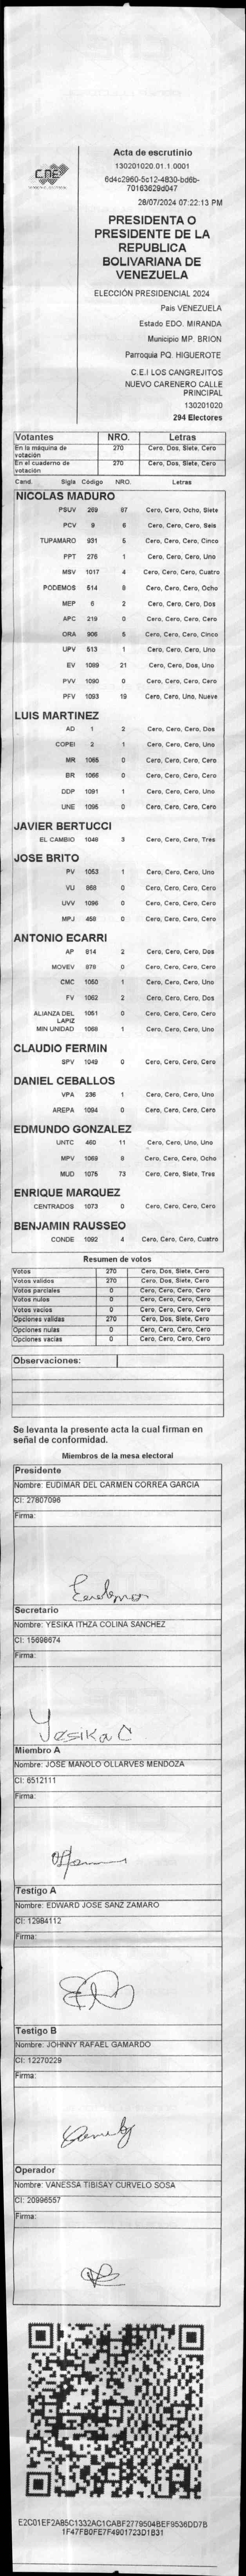 CNE
Acta de escrutinio
130201020.01.1.0001
6d4c2960-5c12-4830-bd6b-
70163629d047
28/07/2024 07:22:13 PM
PRESIDENTA O
PRESIDENTE DE LA
REPUBLICA
BOLIVARIANA DE
VENEZUELA
ELECCIÓN PRESIDENCIAL 2024
País VENEZUELA
Estado EDO. MIRANDA
Municipio MP. BRION
Parroquia PQ. HIGUEROTE
C.E.I LOS CANGREJITOS
NUEVO CARENERO CALLE
PRINCIPAL
130201020
294 Electores
Votantes NRO. Letras
En la máquina de votación 270 Cero, Dos, Siete, Cero
En el cuaderno de votación 270 Cero, Dos, Siete, Cero
Cand. Sigla Código NRO. Letras
NICOLAS MADURO
PSUV 269 87 Cero, Cero, Ocho, Siete
PCV 9 6 Cero, Cero, Cero, Seis
TUPAMARO 931 5 Cero, Cero, Cero, Cinco
PPT 276 1 Cero, Cero, Cero, Uno
MSV 1017 4 Cero, Cero, Cero, Cuatro
PODEMOS 514 8 Cero, Cero, Cero, Ocho
MEP 6 2 Cero, Cero, Cero, Dos
APC 219 0 Cero, Cero, Cero, Cero
ORA 906 5 Cero, Cero, Cero, Cinco
UPV 513 1 Cero, Cero, Cero, Uno
EV 1089 21 Cero, Cero, Dos, Uno
PVV 1090 0 Cero, Cero, Cero, Cero
PFV 1093 19 Cero, Cero, Uno, Nueve
LUIS MARTINEZ
AD 1 2 Cero, Cero, Cero, Dos
COPEI 2 1 Cero, Cero, Cero, Uno
MR 1065 0 Cero, Cero, Cero, Cero
BR 1066 0 Cero, Cero, Cero, Cero
DDP 1091 1 Cero, Cero, Cero, Uno
UNE 1095 0 Cero, Cero, Cero, Cero
JAVIER BERTUCCI
EL CAMBIO 1048 3 Cero, Cero, Cero, Tres
JOSE BRITO
PV 1053 1 Cero, Cero, Cero, Uno
VU 868 0 Cero, Cero, Cero, Cero
UVV 1096 0 Cero, Cero, Cero, Cero
MPJ 458 0 Cero, Cero, Cero, Cero
ANTONIO ECARRI
AP 814 2 Cero, Cero, Cero, Dos
MOVEV 878 0 Cero, Cero, Cero, Cero
CMC 1050 1 Cero, Cero, Cero, Uno
FV 1062 2 Cero, Cero, Cero, Dos
ALIANZA DEL LAPIZ 1051 0 Cero, Cero, Cero, Cero
MIN UNIDAD 1068 1 Cero, Cero, Cero, Uno
CLAUDIO FERMIN
SPV 1049 0 Cero, Cero, Cero, Cero
DANIEL CEBALLOS
VPA 236 1 Cero, Cero, Cero, Uno
AREPA 1094 0 Cero, Cero, Cero, Cero
EDMUNDO GONZALEZ
UNTC 460 11 Cero, Cero, Uno, Uno
MPV 1069 8 Cero, Cero, Cero, Ocho
MUD 1075 73 Cero, Cero, Siete, Tres
ENRIQUE MARQUEZ
CENTRADOS 1073 0 Cero, Cero, Cero, Cero
BENJAMIN RAUSSEO
CONDE 1092 4 Cero, Cero, Cero, Cuatro
Resumen de votos
Votos 270 Cero, Dos, Siete, Cero
Votos validos 270 Cero, Dos, Siete, Cero
Votos parciales 0 Cero, Cero, Cero, Cero
Votos nulos 0 Cero, Cero, Cero, Cero
Votos vacios 0 Cero, Cero, Cero, Cero
Opciones validas 270 Cero, Dos, Siete, Cero
Opciones nulas 0 Cero, Cero, Cero, Cero
Opciones vacias 0 Cero, Cero, Cero, Cero
Observaciones:
Se levanta la presente acta la cual firman en
señal de conformidad.
Miembros de la mesa electoral
Presidente
Nombre: EUDIMAR DEL CARMEN CORREA GARCIA
CI: 27807096
Firma:
Secretario
Nombre: YESIKA ITHZA COLINA SANCHEZ
CI: 15698674
Firma:
Yesika C
Miembro A
Nombre: JOSE MANOLO OLLARVES MENDOZA
CI: 6512111
Firma:
Testigo A
Nombre: EDWARD JOSE SANZ ZAMARO
CI: 12984112
Firma:
Testigo B
Nombre: JOHNNY RAFAEL GAMARDO
CI: 12270229
Firma:
Operador
Nombre: VANESSA TIBISAY CURVELO SOSA
CI: 20996557
Firma:
E2C01EF2AB5C1332AC1CABF2779504BEF9536DD7B
1F47FB0FE7F4901723D1B31